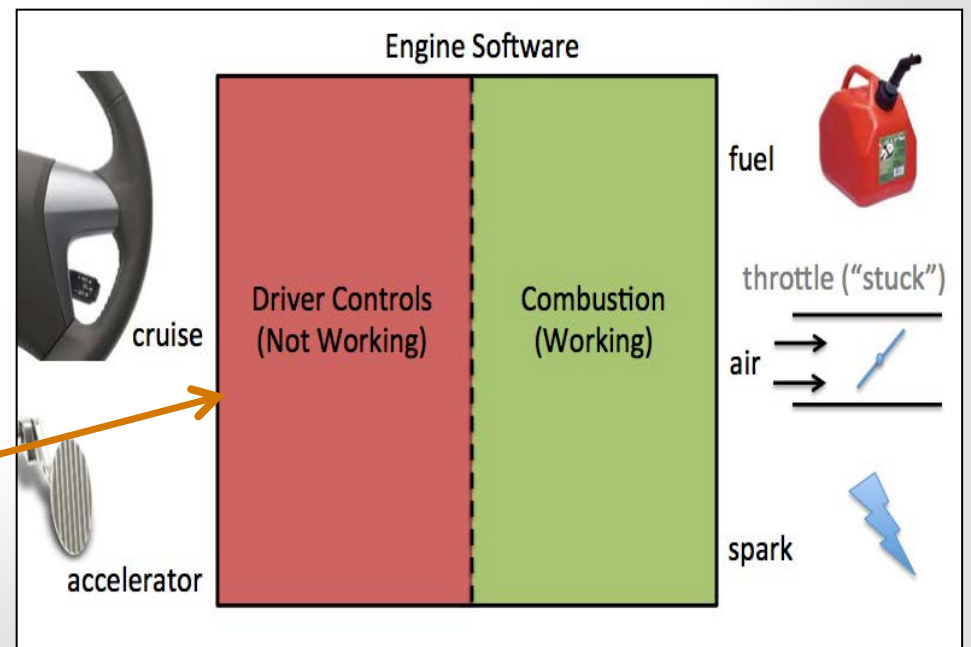 Engine Software
cruise
accelerator
Driver Controls
(Not Working)
Combustion
(Working)
fuel
throttle (“stuck”)
air
spark